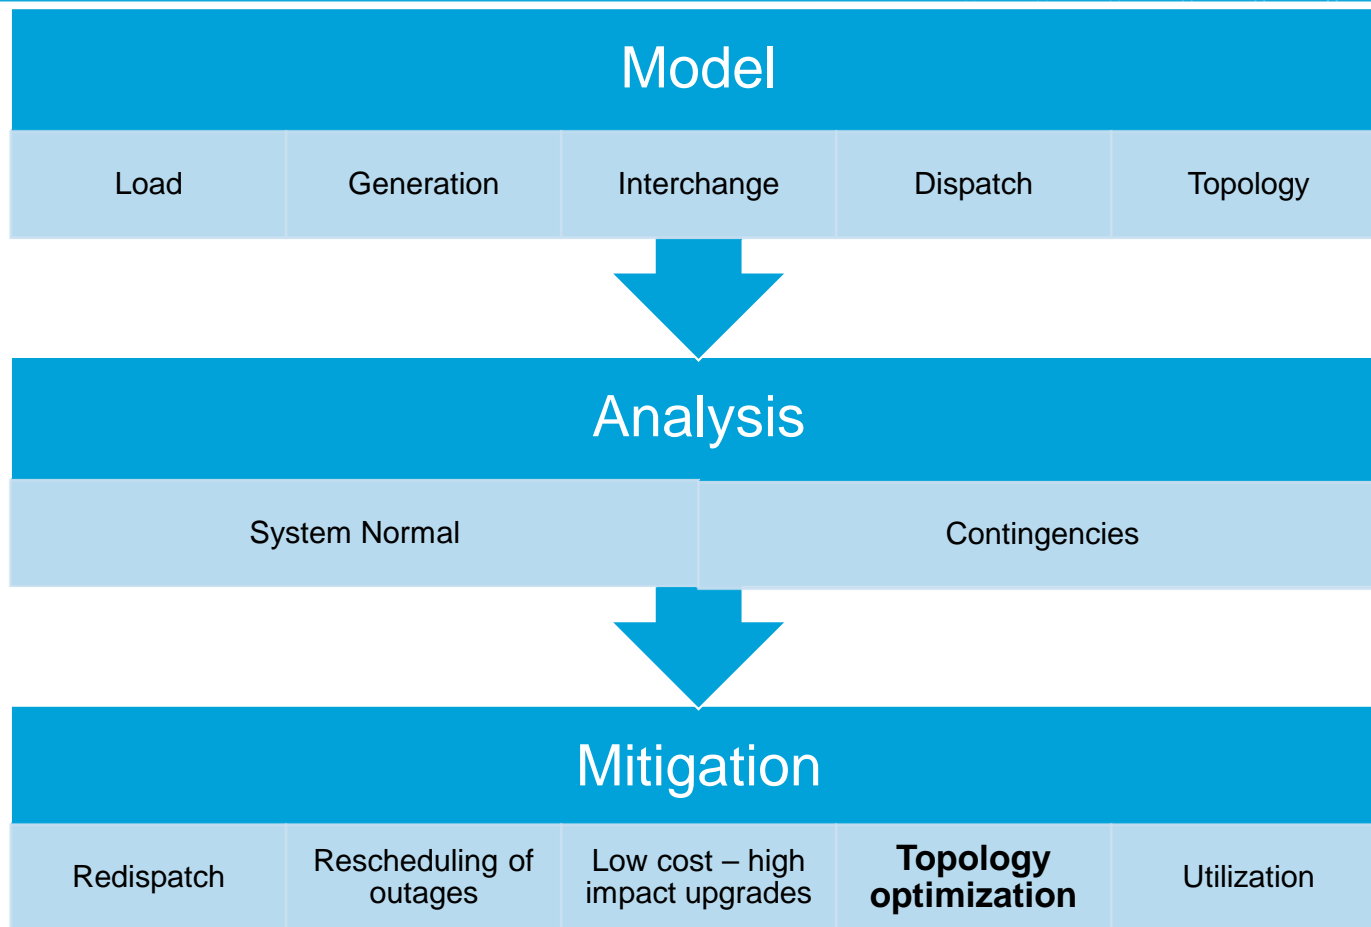 Model
Load
Generation
Interchange
Dispatch
Topology
Analysis
System Normal
Contingencies
Mitigation
Redispatch
Rescheduling of
outages
Low cost – high
impact upgrades
Topology
optimization
Utilization